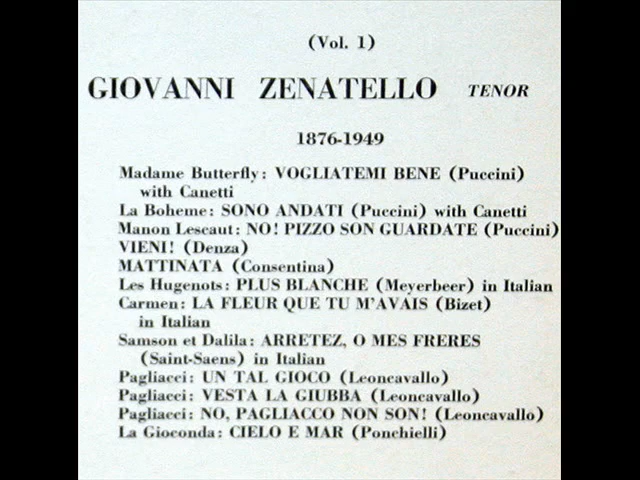 (Vol. 1)
GIOVANNI ZENATELLO TENOR
1876-1949
Madame Butterfly: VOGLIATEMI BENE (Puccini)
with Canetti
La Boheme: SONO ANDATI (Puccini) with Canetti
Manon Lescaut: NO! PIZZO SON GUARDATE (Puccini)
VIENI! (Denza)
MATTINATA (Consentina)
Les Hugenots: PLUS BLANCHE (Meyerbeer) in Italian
Carmen: LA FLEUR QUE TU M'AVAIS (Bizet)
in Italian
Samson et Dalila: ARRETEZ, O MES FRERES
(Saint-Saens) in Italian
Pagliacci: UN TAL GIOCO (Leoncavallo)
Pagliacci: VESTA LA GIUBBA (Leoncavallo)
Pagliacci: NO, PAGLIACCO NON SON! (Leoncavallo)
La Gioconda: CIELO E MAR (Ponchielli)